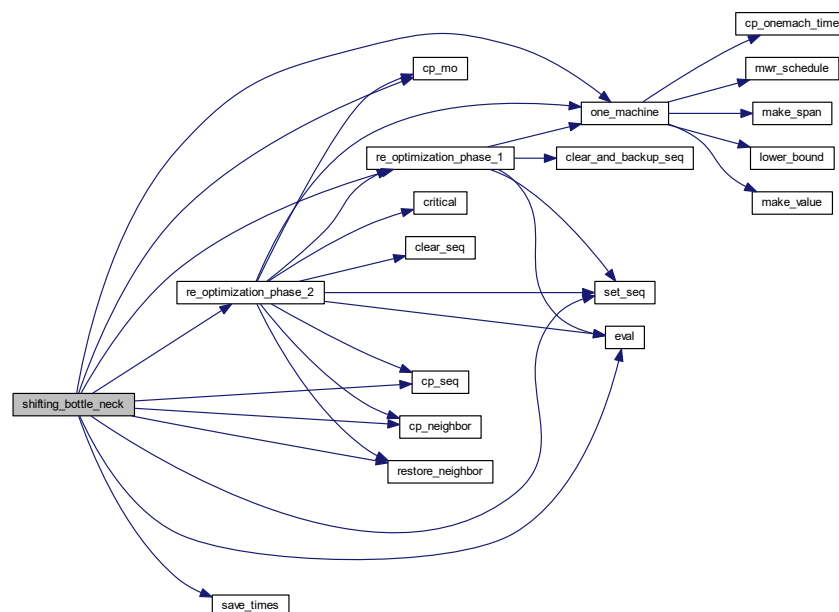 cp_onemach_time
cp_mo
mwr_schedule
one_machine
make_span
re_optimization_phase_1
clear_and_backup_seq
lower_bound
critical
make_value
clear_seq
re_optimization_phase_2
set_seq
eval
cp_seq
shifting_bottle_neck
cp_neighbor
restore_neighbor
save_times